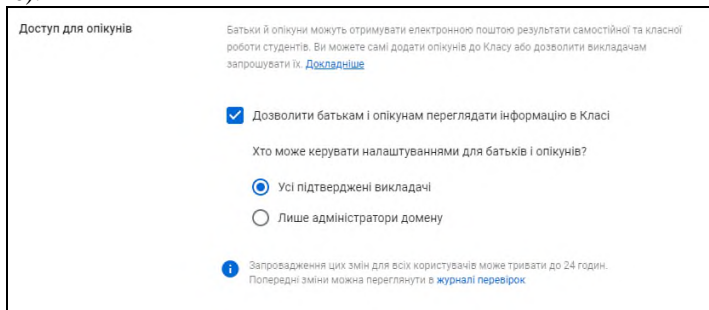 Доступ для опікунів
Батьки й опікуни можуть отримувати електронною поштою результати самостійної та класної
роботи студентів. Ви можете самі додати опікунів до Класу або дозволити викладачам
запрошувати їх. Докладніше
Дозволити батькам і опікунам переглядати інформацію в Класі
Хто може керувати налаштуваннями для батьків і опікунів?
Усі підтверджені викладачі
Лише адміністратори домену
Запровадження цих змін для всіх користувачів може тривати до 24 годин.
Попередні зміни можна переглянути в журналі перевірок